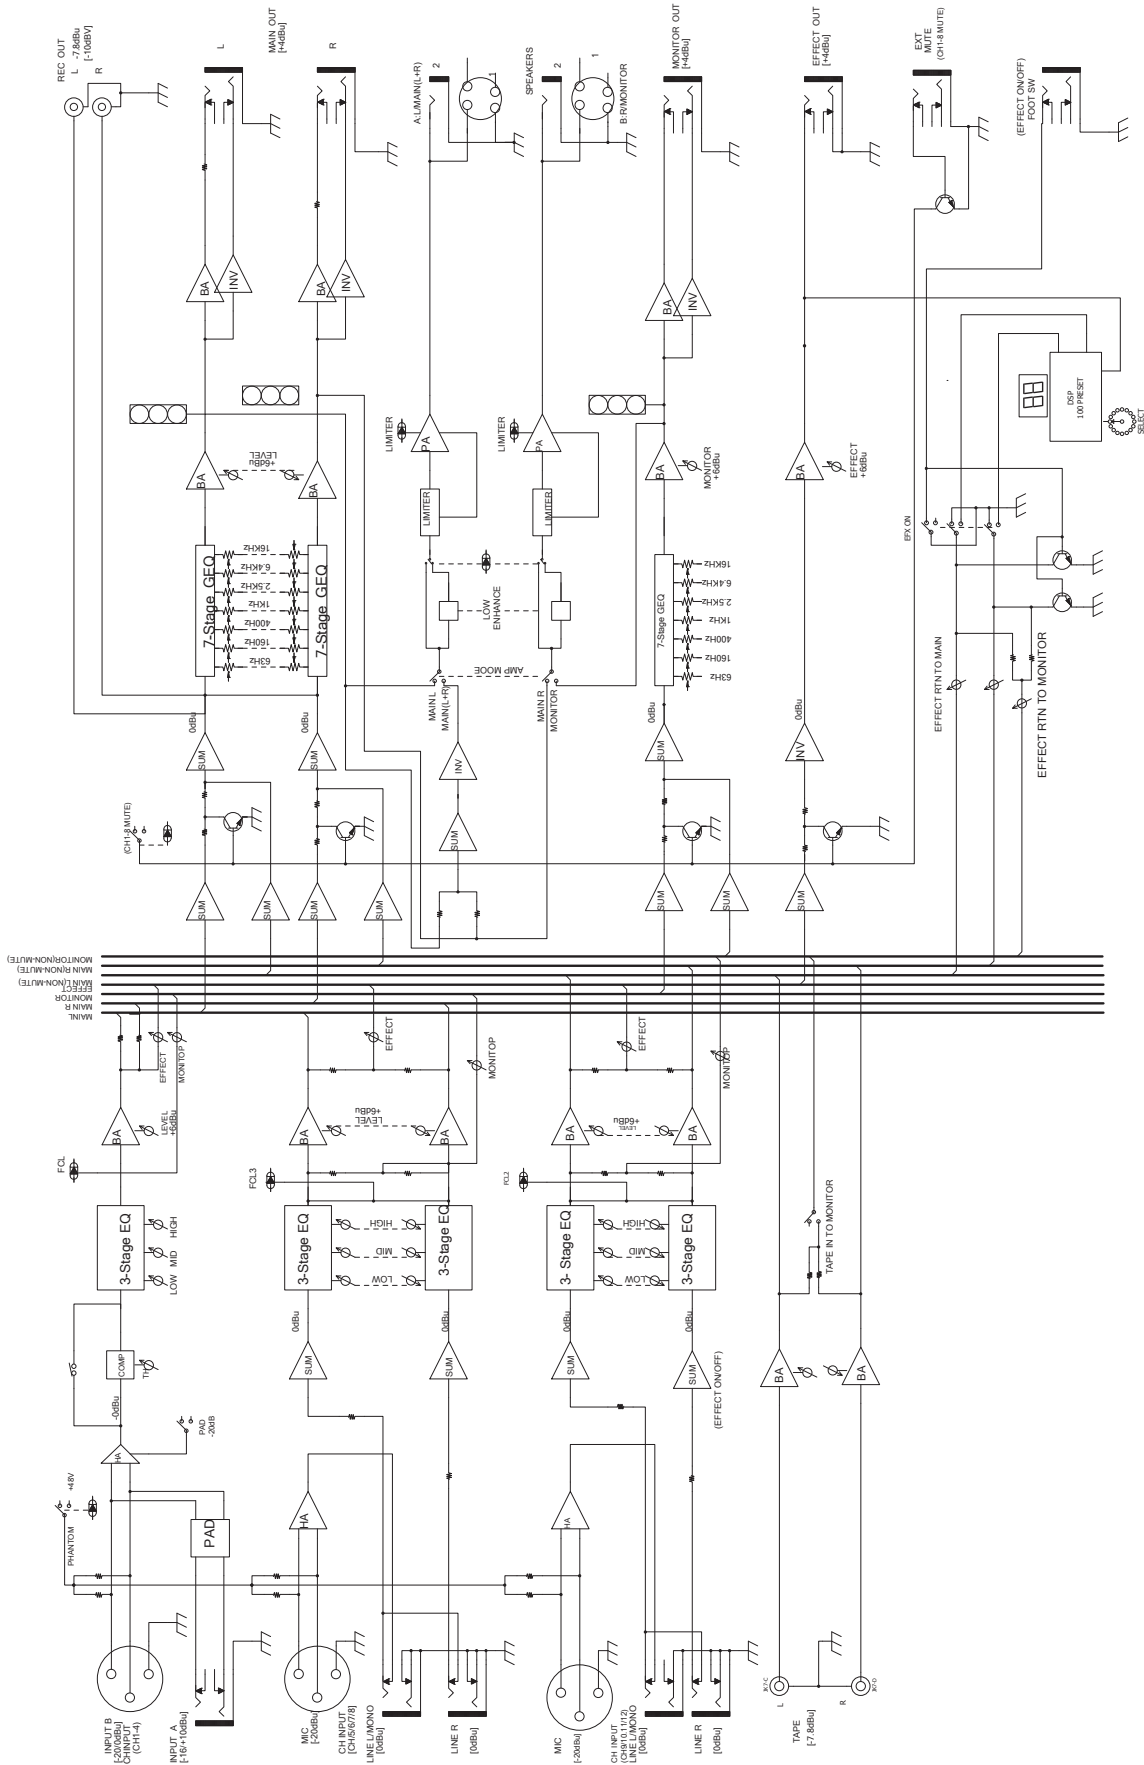 REC OUT
-7.8dBu
[-10dBV]
L
R
L
MAIN OUT
[+4dBu]
R
A:L/MAIN(L+R)
2
1
SPEAKERS
2
1
B:R/MONITOR
MONITOR OUT
[+4dBu]
EFFECT OUT
[+4dBu]
EXT
MUTE
(CH1-8 MUTE)
(EFFECT ON/OFF)
FOOT SW
BA
INV
BA
INV
BA
INV
LIMITER
PA
LIMITER
PA
DSP
100 PRESET
SELECT
BA
LEVEL
+6dBu
BA
LIMITER
LIMITER
BA
MONITOR
+6dBu
BA
EFFECT
+6dBu
EFX ON
7-Stage GEQ
16KHz
6.4KHz
2.5KHz
1KHz
400Hz
160Hz
63Hz
7-Stage GEQ
LOW
ENHANCE
AMP MODE
MAIN L
MAIN(L+R)
MAIN R
MONITOR
7-Stage GEQ
16KHz
6.4KHz
2.5KHz
1KHz
400Hz
160Hz
63Hz
EFFECT RTN TO MAIN
EFFECT RTN TO MONITOR
0dBu
SUM
0dBu
SUM
INV
SUM
0dBu
SUM
0dBu
INV
(CH1-8 MUTE)
SUM
SUM
SUM
SUM
SUM
SUM
SUM
MONITOR(NON-MUTE)
MAIN R(NON-MUTE)
MAIN L(NON-MUTE)
EFFECT
MONITOR
MAIN R
MAINL
EFFECT
MONITOP
EFFECT
MONITOP
EFFECT
MONITOP
BA
LEVEL
+6dBu
BA
LEVEL
+6dBu
BA
BA
LEVEL
+6dBu
BA
FCL
FCL3
FCL2
3-Stage EQ
LOW
MID
HIGH
3-Stage EQ
HIGH
MID
LOW
3-Stage EQ
3- Stage EQ
HIGH
MID
LOW
3-Stage EQ
TAPE IN TO MONITOR
COMP
TH
-0dBu
0dBu
SUM
0dBu
SUM
0dBu
SUM
0dBu
SUM
(EFFECT ON/OFF)
BA
BA
HA
PAD
-20dB
+48V
PHANTOM
PAD
HA
HA
INPUT B
[-20/0dBu]
CHINPUT
(CH1-4)
INPUT A
[-16/+10dBu]
MIC
[-20dBu]
CH INPUT
[CH/5/6/7/8]
LINE L/MONO
[0dBu]
LINE R
[0dBu]
MIC
[-20dBu]
CH INPUT
(CH9/10,11/12)
LINE L/MONO
[0dBu]
LINE R
[0dBu]
JK7-C
L
R
JK7-D
TAPE
[-7.8dBu]